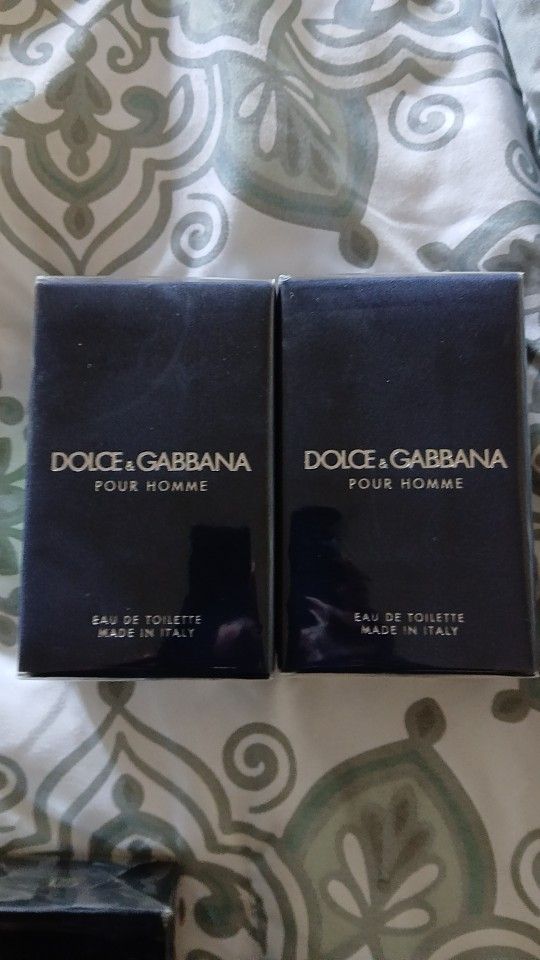 DOLCE & GABBANA
POUR HOMME
EAU DE TOILETTE
MADE IN ITALY
DOLCE & GABBANA
POUR HOMME
EAU DE TOILETTE
MADE IN ITALY